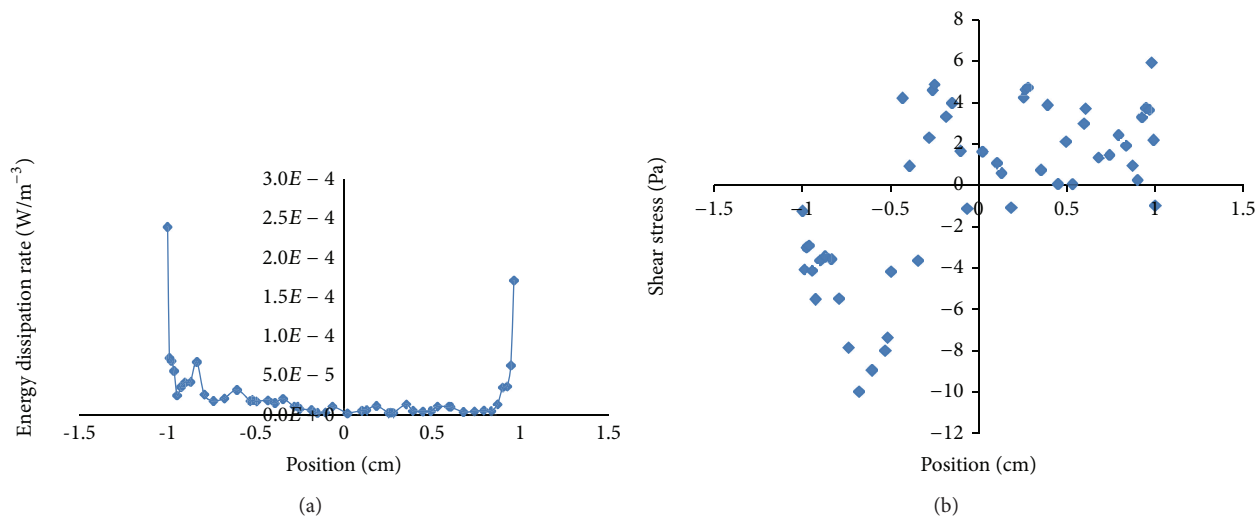 Energy dissipation rate (W/m−3)
3.0E − 4
2.5E − 4
2.0E − 4
1.5E − 4
1.0E − 4
5.0E − 5
0.0E − 0
-1.5 -1 -0.5 0 0.5 1 1.5
Position (cm)
(a)
Shear stress (Pa)
8
6
4
2
0
−2
−4
−6
−8
−10
−12
−1.5 −1 −0.5 0 0.5 1 1.5
Position (cm)
(b)